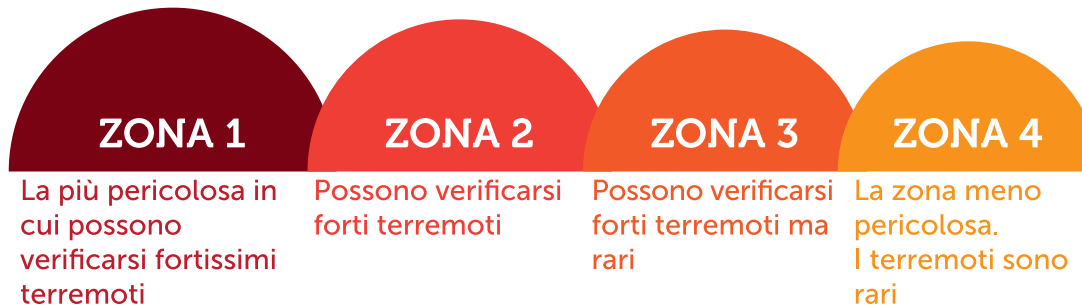 ZONA 1
La più pericolosa in
cui possono
verificarsi fortissimi
terremoti
ZONA 2
Possono verificarsi
forti terremoti
ZONA 3
Possono verificarsi
forti terremoti ma
rari
ZONA 4
La zona meno
pericolosa.
I terremoti sono
rari